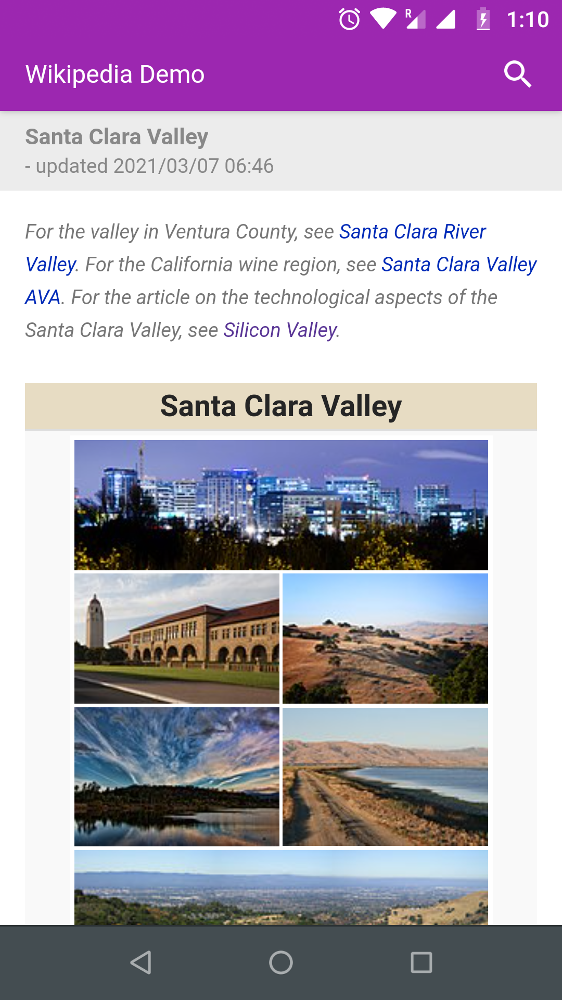 R 1:10
Wikipedia Demo
Santa Clara Valley
- updated 2021/03/07 06:46
For the valley in Ventura County, see Santa Clara River
Valley. For the California wine region, see Santa Clara Valley
AVA. For the article on the technological aspects of the
Santa Clara Valley, see Silicon Valley.
Santa Clara Valley